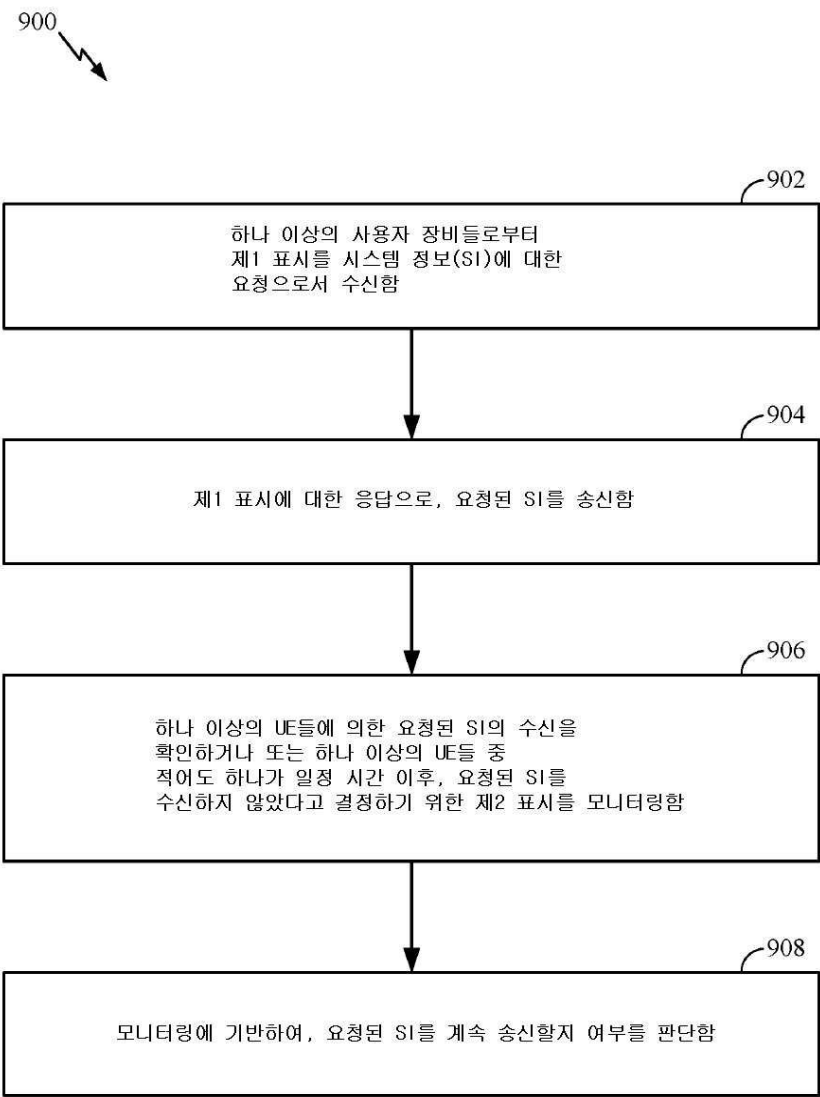 900
902
하나 이상의 사용자 장비들로부터
제1 표시를 시스템 정보(SI)에 대한
요청으로서 수신함
904
제1 표시에 대한 응답으로, 요청된 SI를 송신함
906
하나 이상의 UE들에 의한 요청된 SI의 수신을
확인하거나 또는 하나 이상의 UE들 중
적어도 하나가 일정 시간 이후, 요청된 SI를
수신하지 않았다고 결정하기 위한 제2 표시를 모니터링함
908
모니터링에 기반하여, 요청된 SI를 계속 송신할지 여부를 판단함